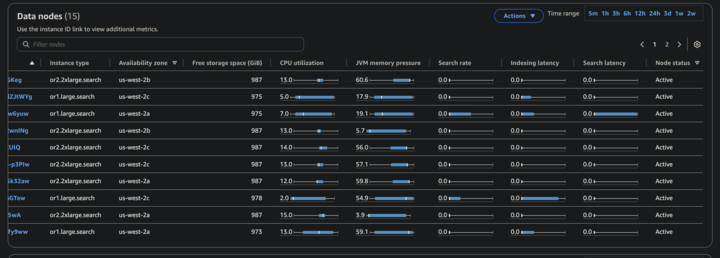 Data nodes (15)
Use the instance ID link to view additional metrics.
Actions ▼
Time range
5m 1h 3h 6h 12h 24h 3d 1w 2w
Filter nodes
1 2
Instance type Availability zone Free storage space (GiB) CPU utilization JVM memory pressure Search rate Indexing latency Search latency Node status
or2.2xlarge.search us-west-2b 987 13.0 60.6 0.0 0.0 0.0 Active
or1.large.search us-west-2c 975 5.0 17.9 0.0 0.0 0.0 Active
w6yuw or1.large.search us-west-2a 975 7.0 19.1 0.0 0.0 0.0 Active
or2.2xlarge.search us-west-2b 987 13.0 5.7 0.0 0.0 0.0 Active
or2.2xlarge.search us-west-2c 987 14.0 56.0 0.0 0.0 0.0 Active
or2.2xlarge.search us-west-2c 987 13.0 57.1 0.0 0.0 0.0 Active
or2.2xlarge.search us-west-2a 987 12.0 59.8 0.0 0.0 0.0 Active
or1.large.search us-west-2c 978 2.0 54.9 0.0 0.0 0.0 Active
or2.2xlarge.search us-west-2a 987 15.0 3.9 0.0 0.0 0.0 Active
or1.large.search us-west-2a 973 13.0 59.1 0.0 0.0 0.0 Active